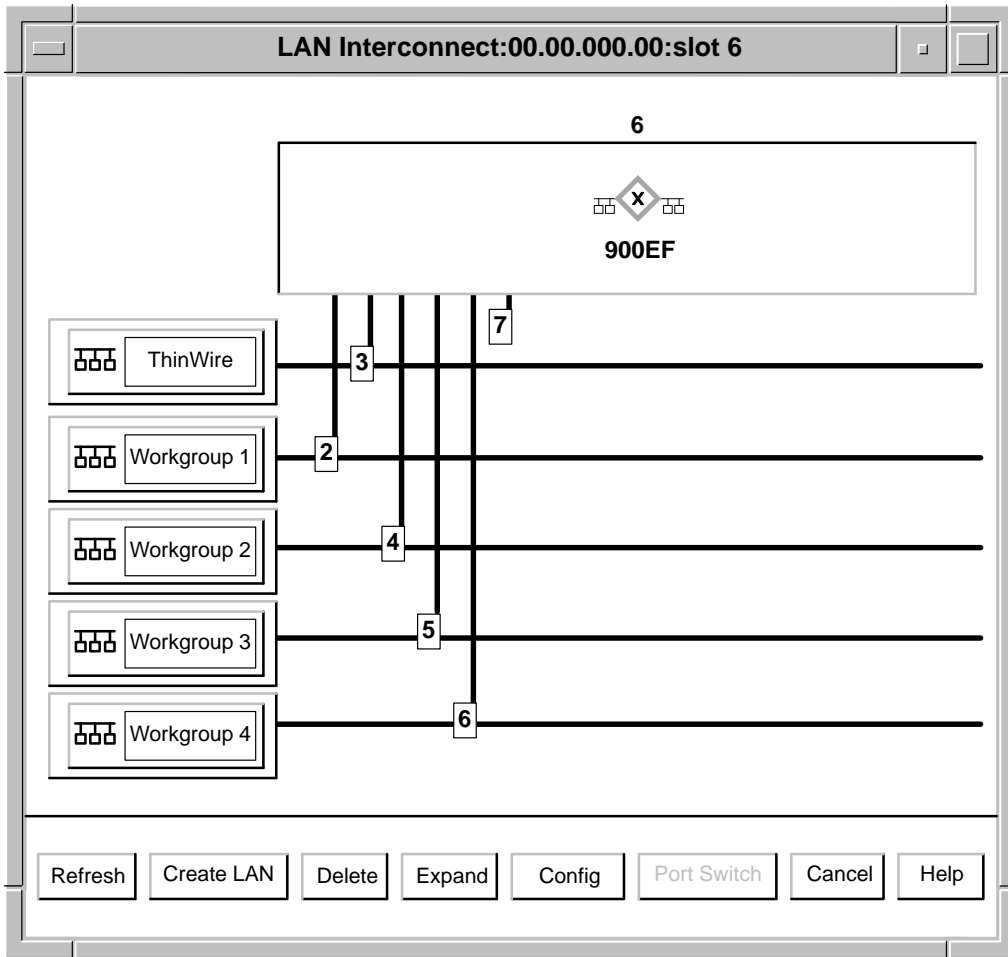 LAN Interconnect:00.00.000.00:slot 6
6
X
900EF
7
ThinWire
3
Workgroup 1
2
Workgroup 2
4
Workgroup 3
5
Workgroup 4
6
Refresh
Create LAN
Delete
Expand
Config
Port Switch
Cancel
Help